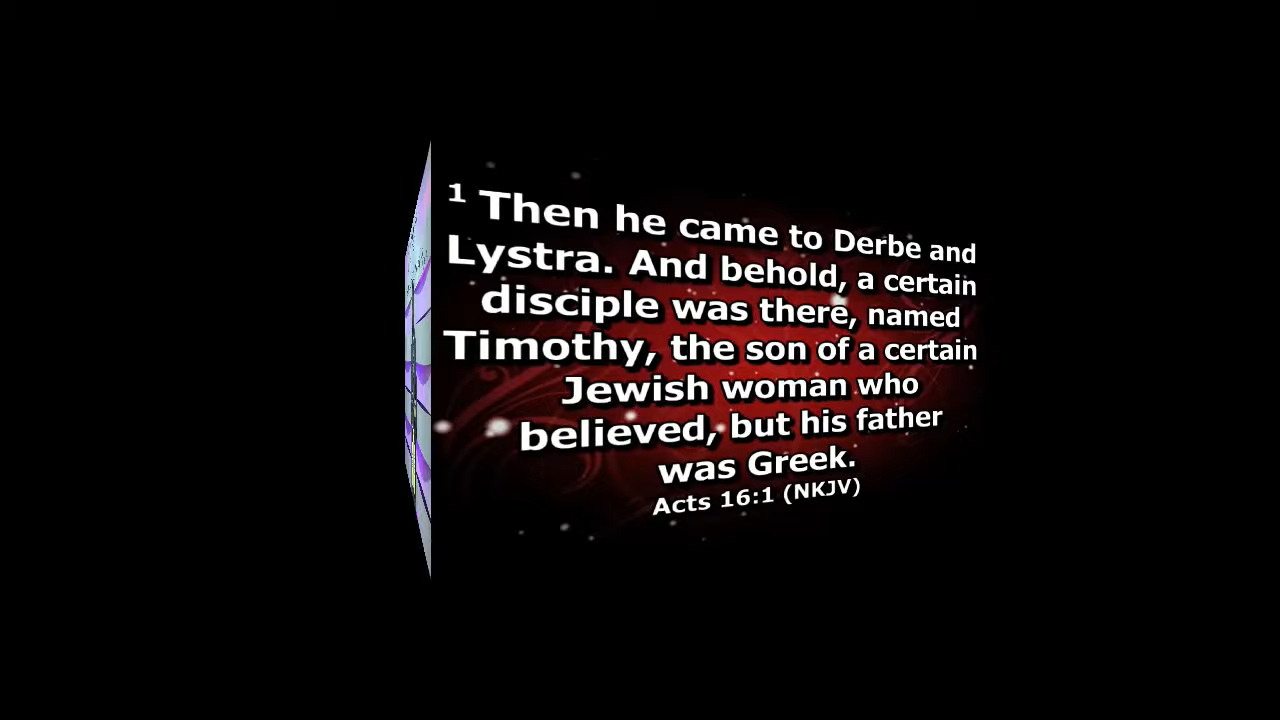 1 Then he came to Derbe and
Lystra. And behold, a certain
disciple was there, named
Timothy, the son of a certain
Jewish woman who
believed, but his father
was Greek.
Acts 16:1 (NKJV)